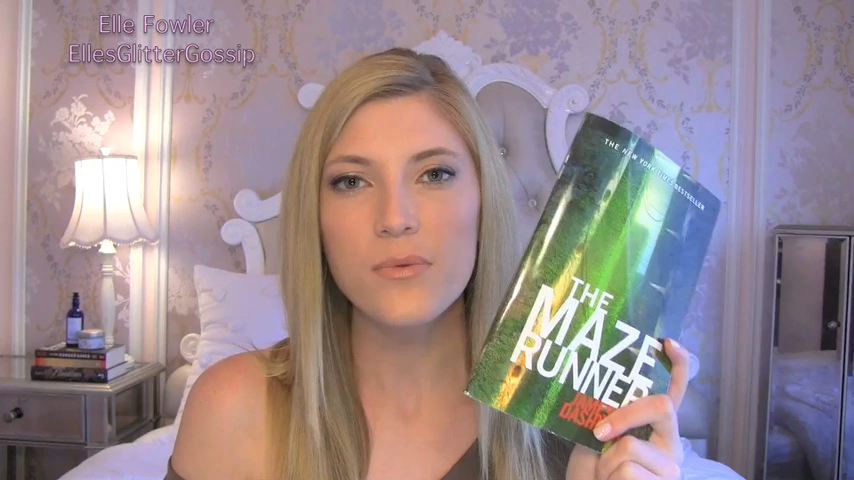 Elle Fowler
EllesGlitterGossip
THE NEW YORK TIMES BESTSELLER
THE
MAZE
RUNNER